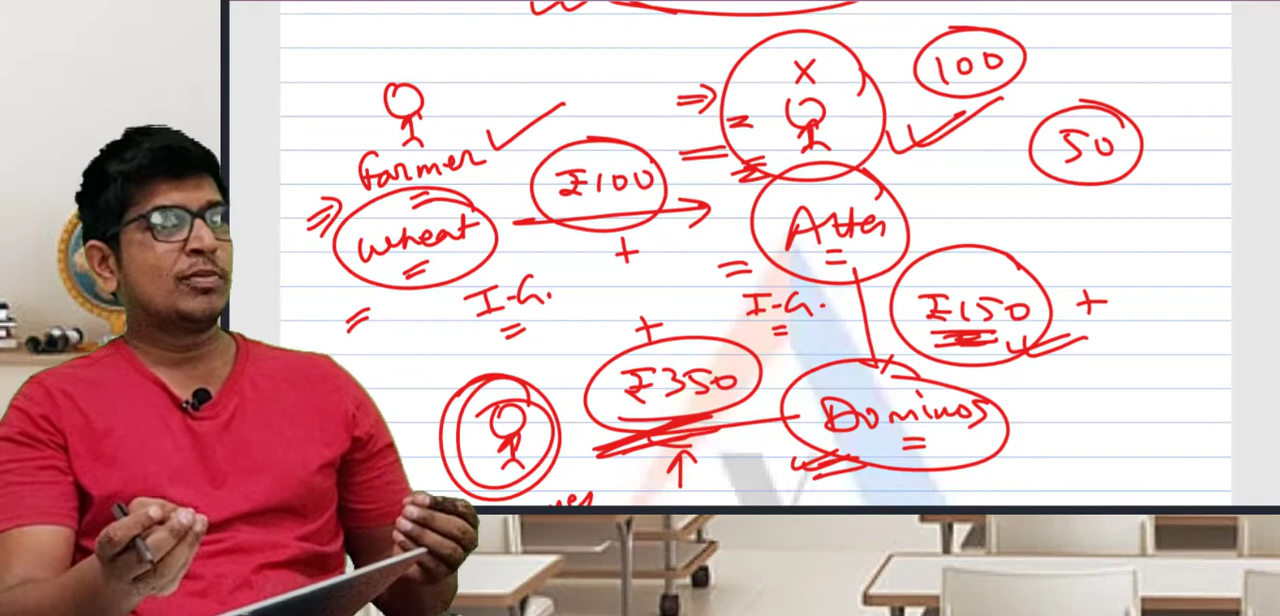 X
100
50
Farmer
₹100
Wheat
Atta
+
I.G.
I.G.
₹150 +
+
₹350
Dominos